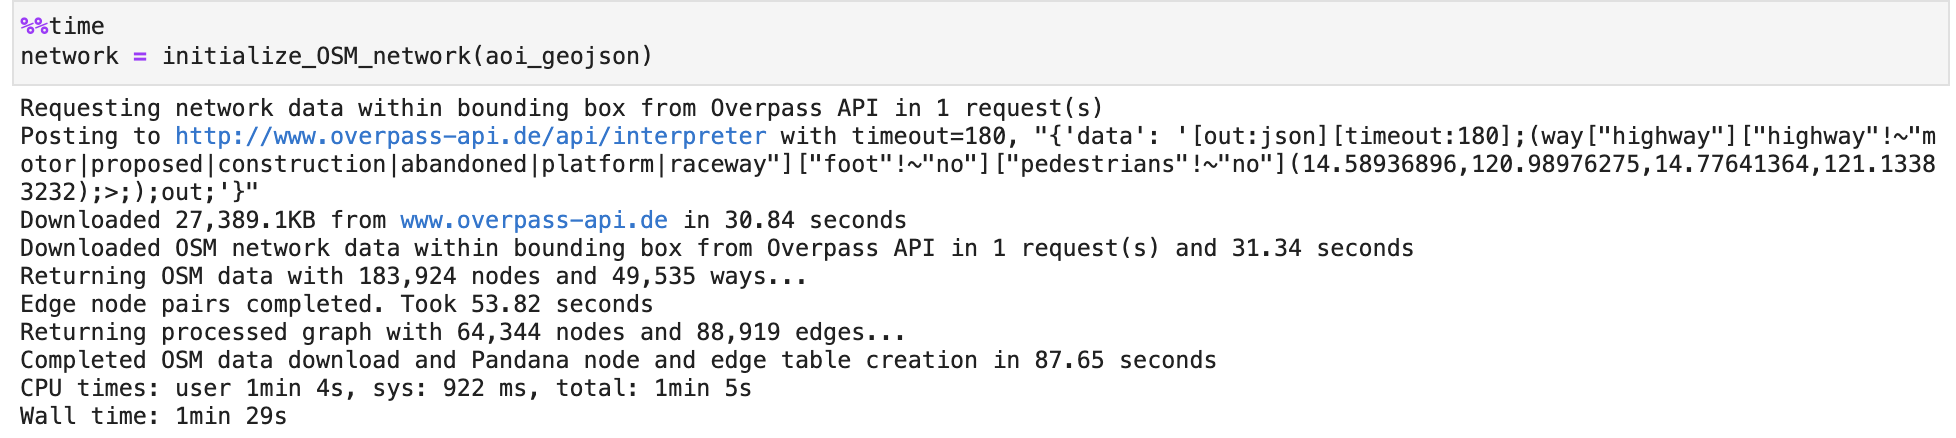 %%time
network = initialize_OSM_network(aoi_geojson)
Requesting network data within bounding box from Overpass API in 1 request(s)
Posting to http://www.overpass-api.de/api/interpreter with timeout=180, "{'data': '[out:json][timeout:180];(way["highway"]["highway"!~"m
otor|proposed|construction|abandoned|platform|raceway"]["foot"!~"no"]["pedestrians"!~"no"](14.58936896,120.98976275,14.77641364,121.1338
3232);>;);out;'}"
Downloaded 27,389.1KB from www.overpass-api.de in 30.84 seconds
Downloaded OSM network data within bounding box from Overpass API in 1 request(s) and 31.34 seconds
Returning OSM data with 183,924 nodes and 49,535 ways...
Edge node pairs completed. Took 53.82 seconds
Returning processed graph with 64,344 nodes and 88,919 edges...
Completed OSM data download and Pandana node and edge table creation in 87.65 seconds
CPU times: user 1min 4s, sys: 922 ms, total: 1min 5s
Wall time: 1min 29s